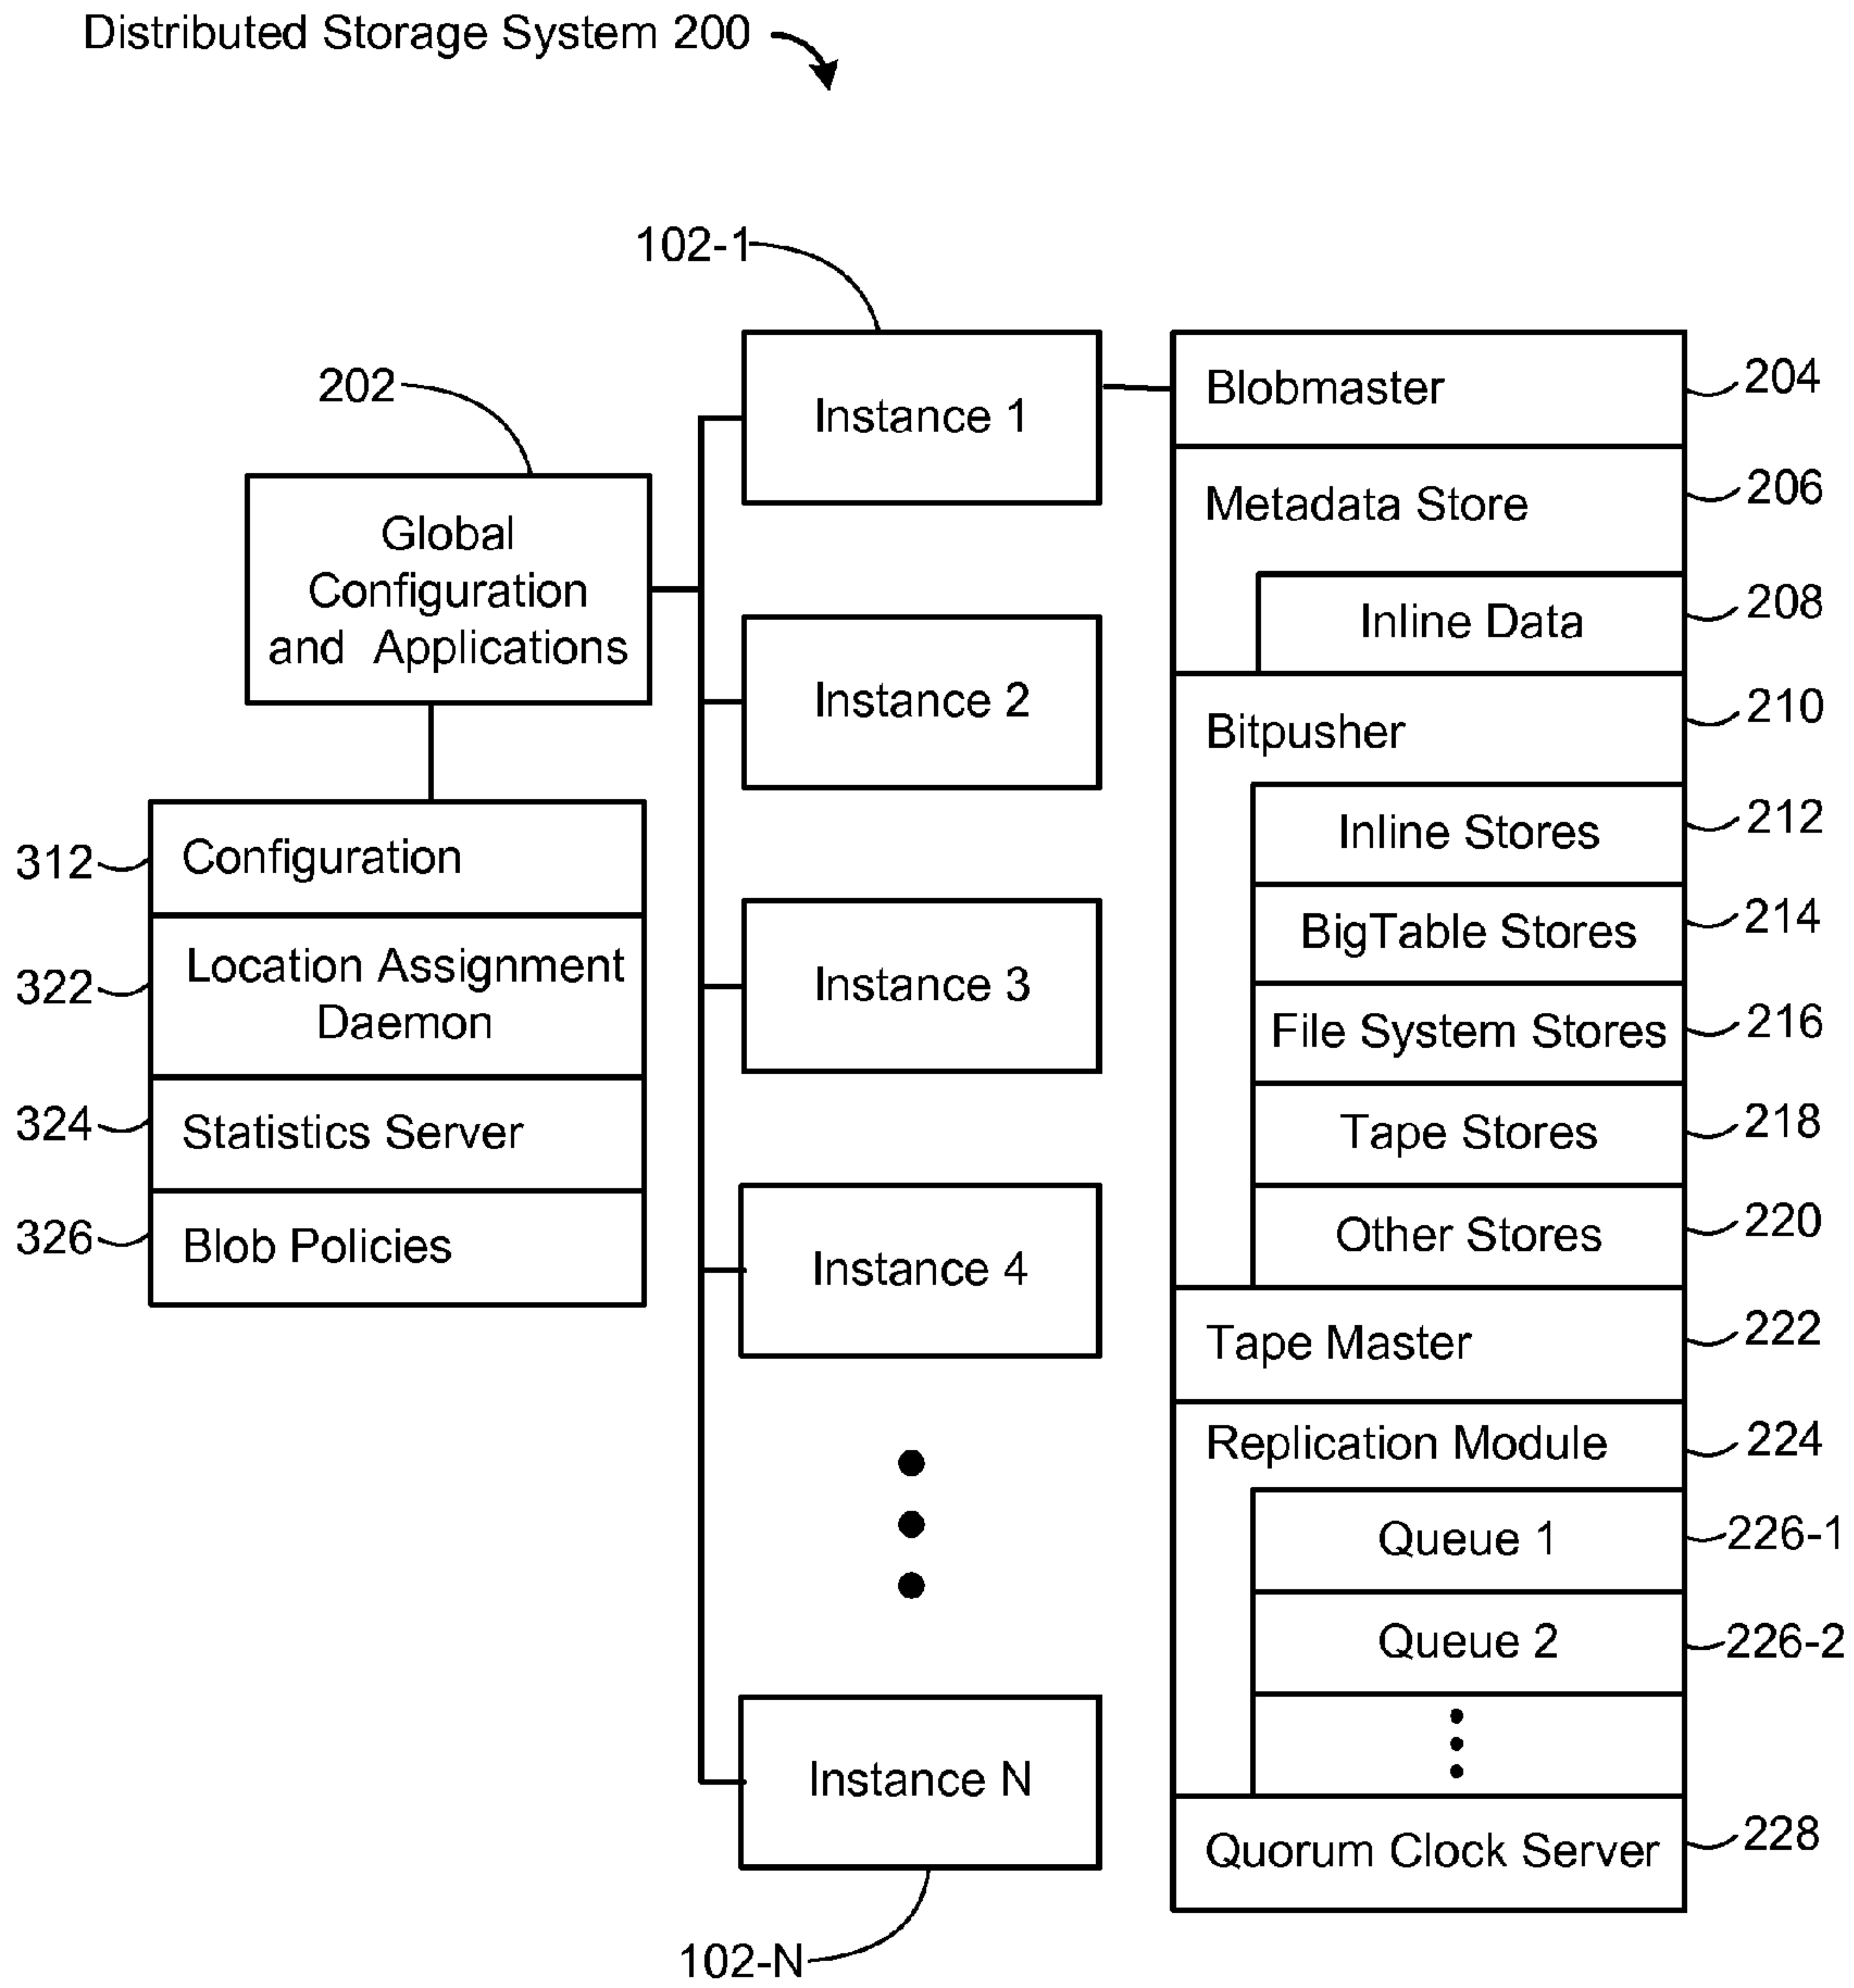 Distributed Storage System 200
102-1
202
Global
Configuration
and Applications
312
Configuration
322
Location Assignment
Daemon
324
Statistics Server
326
Blob Policies
Instance 1
Instance 2
Instance 3
Instance 4
Instance N
102-N
Blobmaster
204
Metadata Store
206
Inline Data
208
Bitpusher
210
Inline Stores
212
BigTable Stores
214
File System Stores
216
Tape Stores
218
Other Stores
220
Tape Master
222
Replication Module
224
Queue 1
226-1
Queue 2
226-2
Quorum Clock Server
228